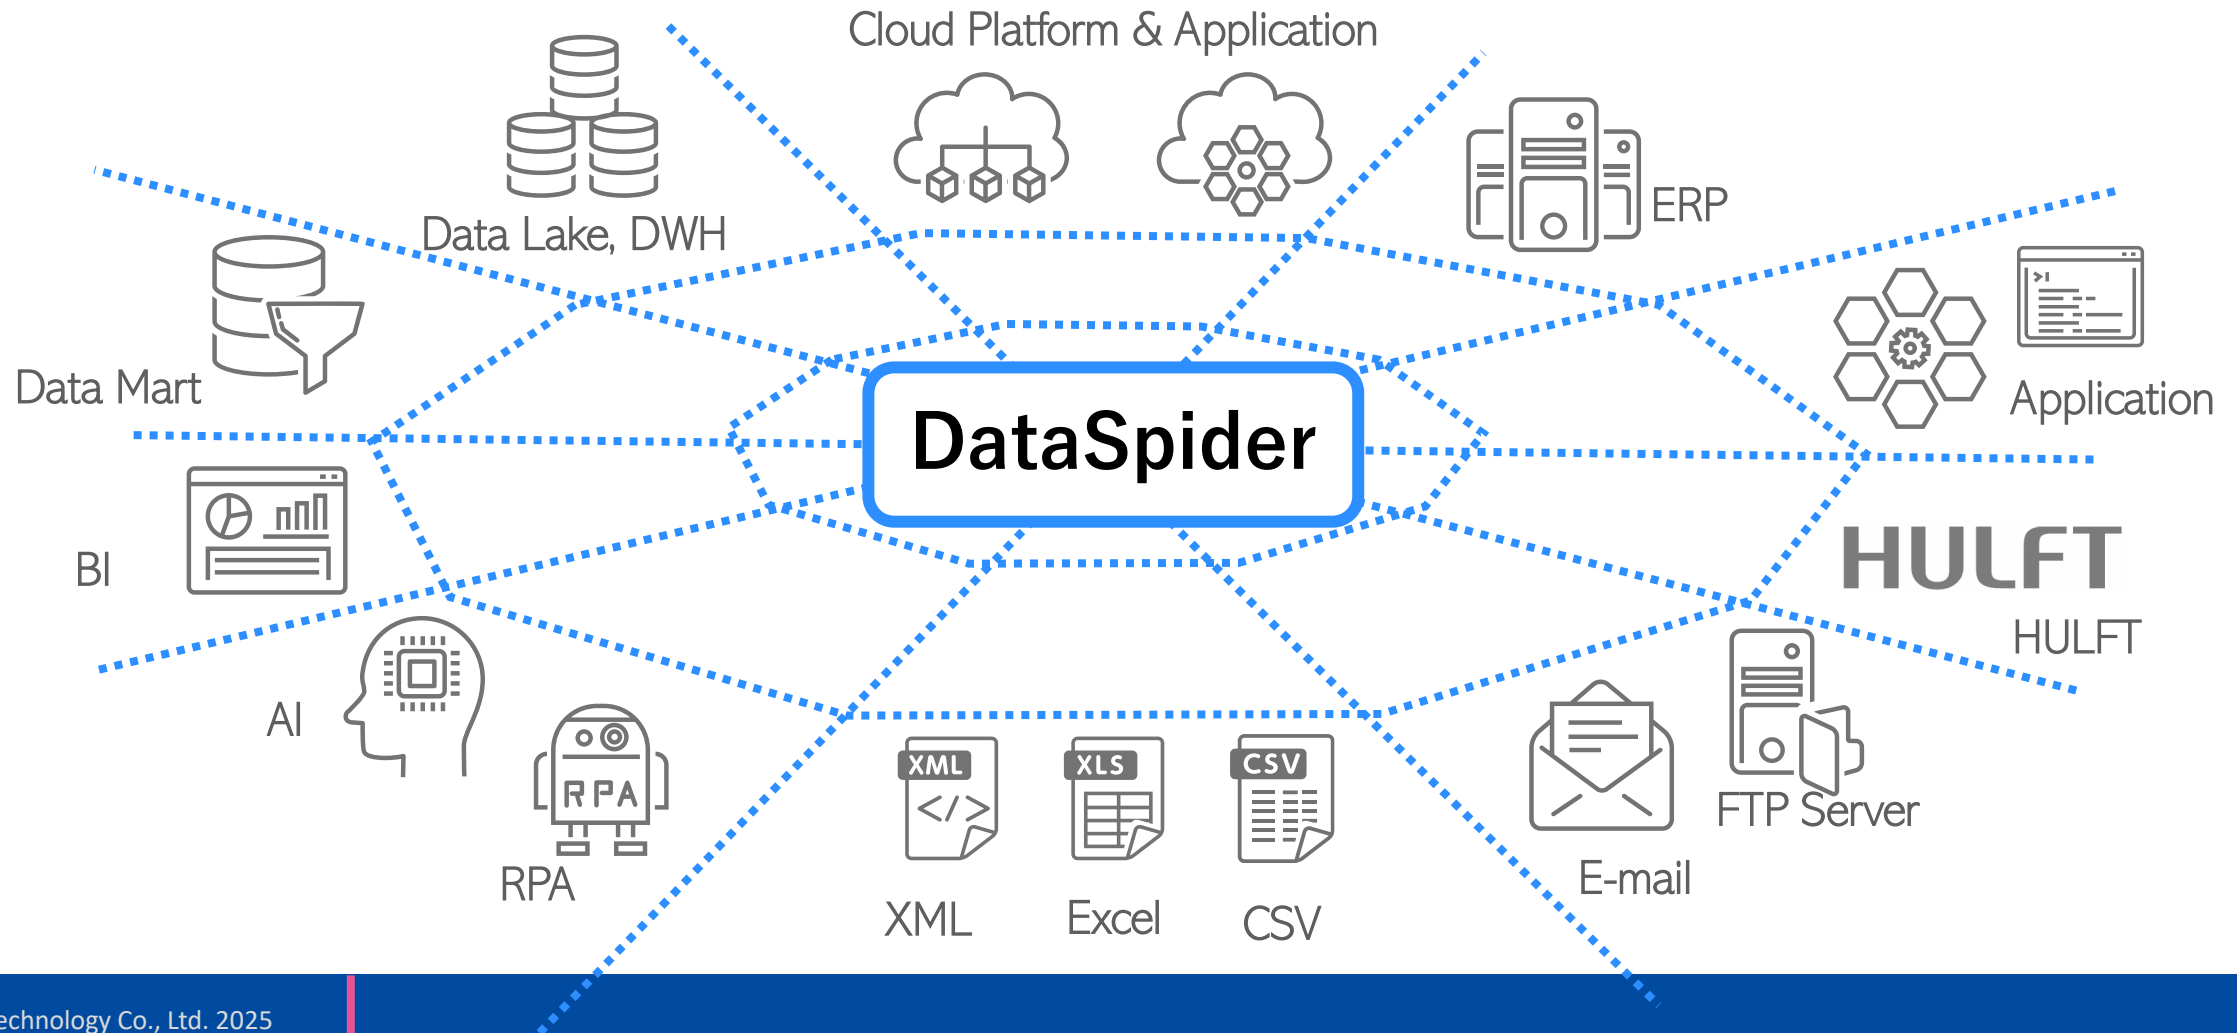 Cloud Platform & Application
Data Lake, DWH
ERP
Data Mart
Application
DataSpider
BI
HULFT
HULFT
AI
RPA
RPA
XML
XLS
CSV
XML
Excel
CSV
E-mail
FTP Server
Co., Ltd. 2025